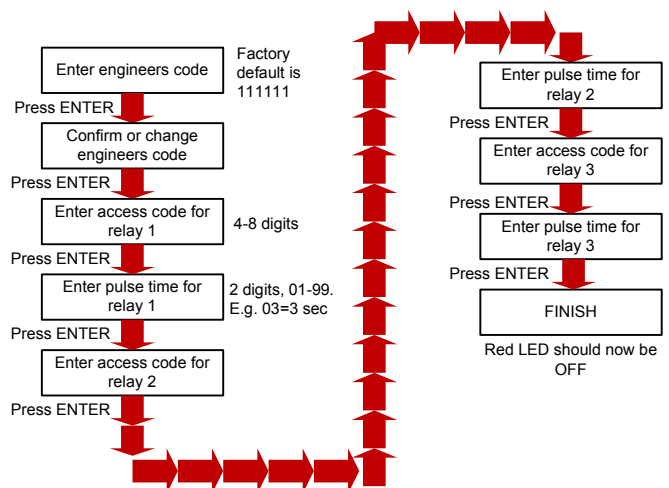 Enter engineers code
Factory
default is
111111
Press ENTER
Confirm or change
engineers code
Press ENTER
Enter access code for
relay 1
4-8 digits
Press ENTER
Enter pulse time for
relay 1
2 digits, 01-99.
E.g. 03=3 sec
Press ENTER
Enter access code for
relay 2
Press ENTER
Enter pulse time for
relay 2
Press ENTER
Enter access code for
relay 3
Press ENTER
Enter pulse time for
relay 3
Press ENTER
FINISH
Red LED should now be
OFF